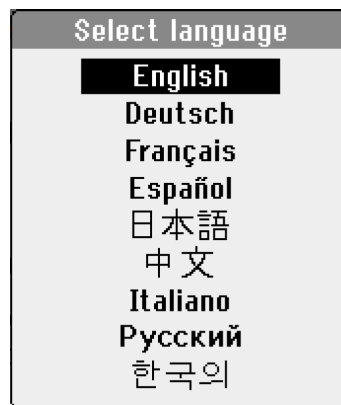 Select language
English
Deutsch
Français
Español
日本語
中文
Italiano
Русский
한국의